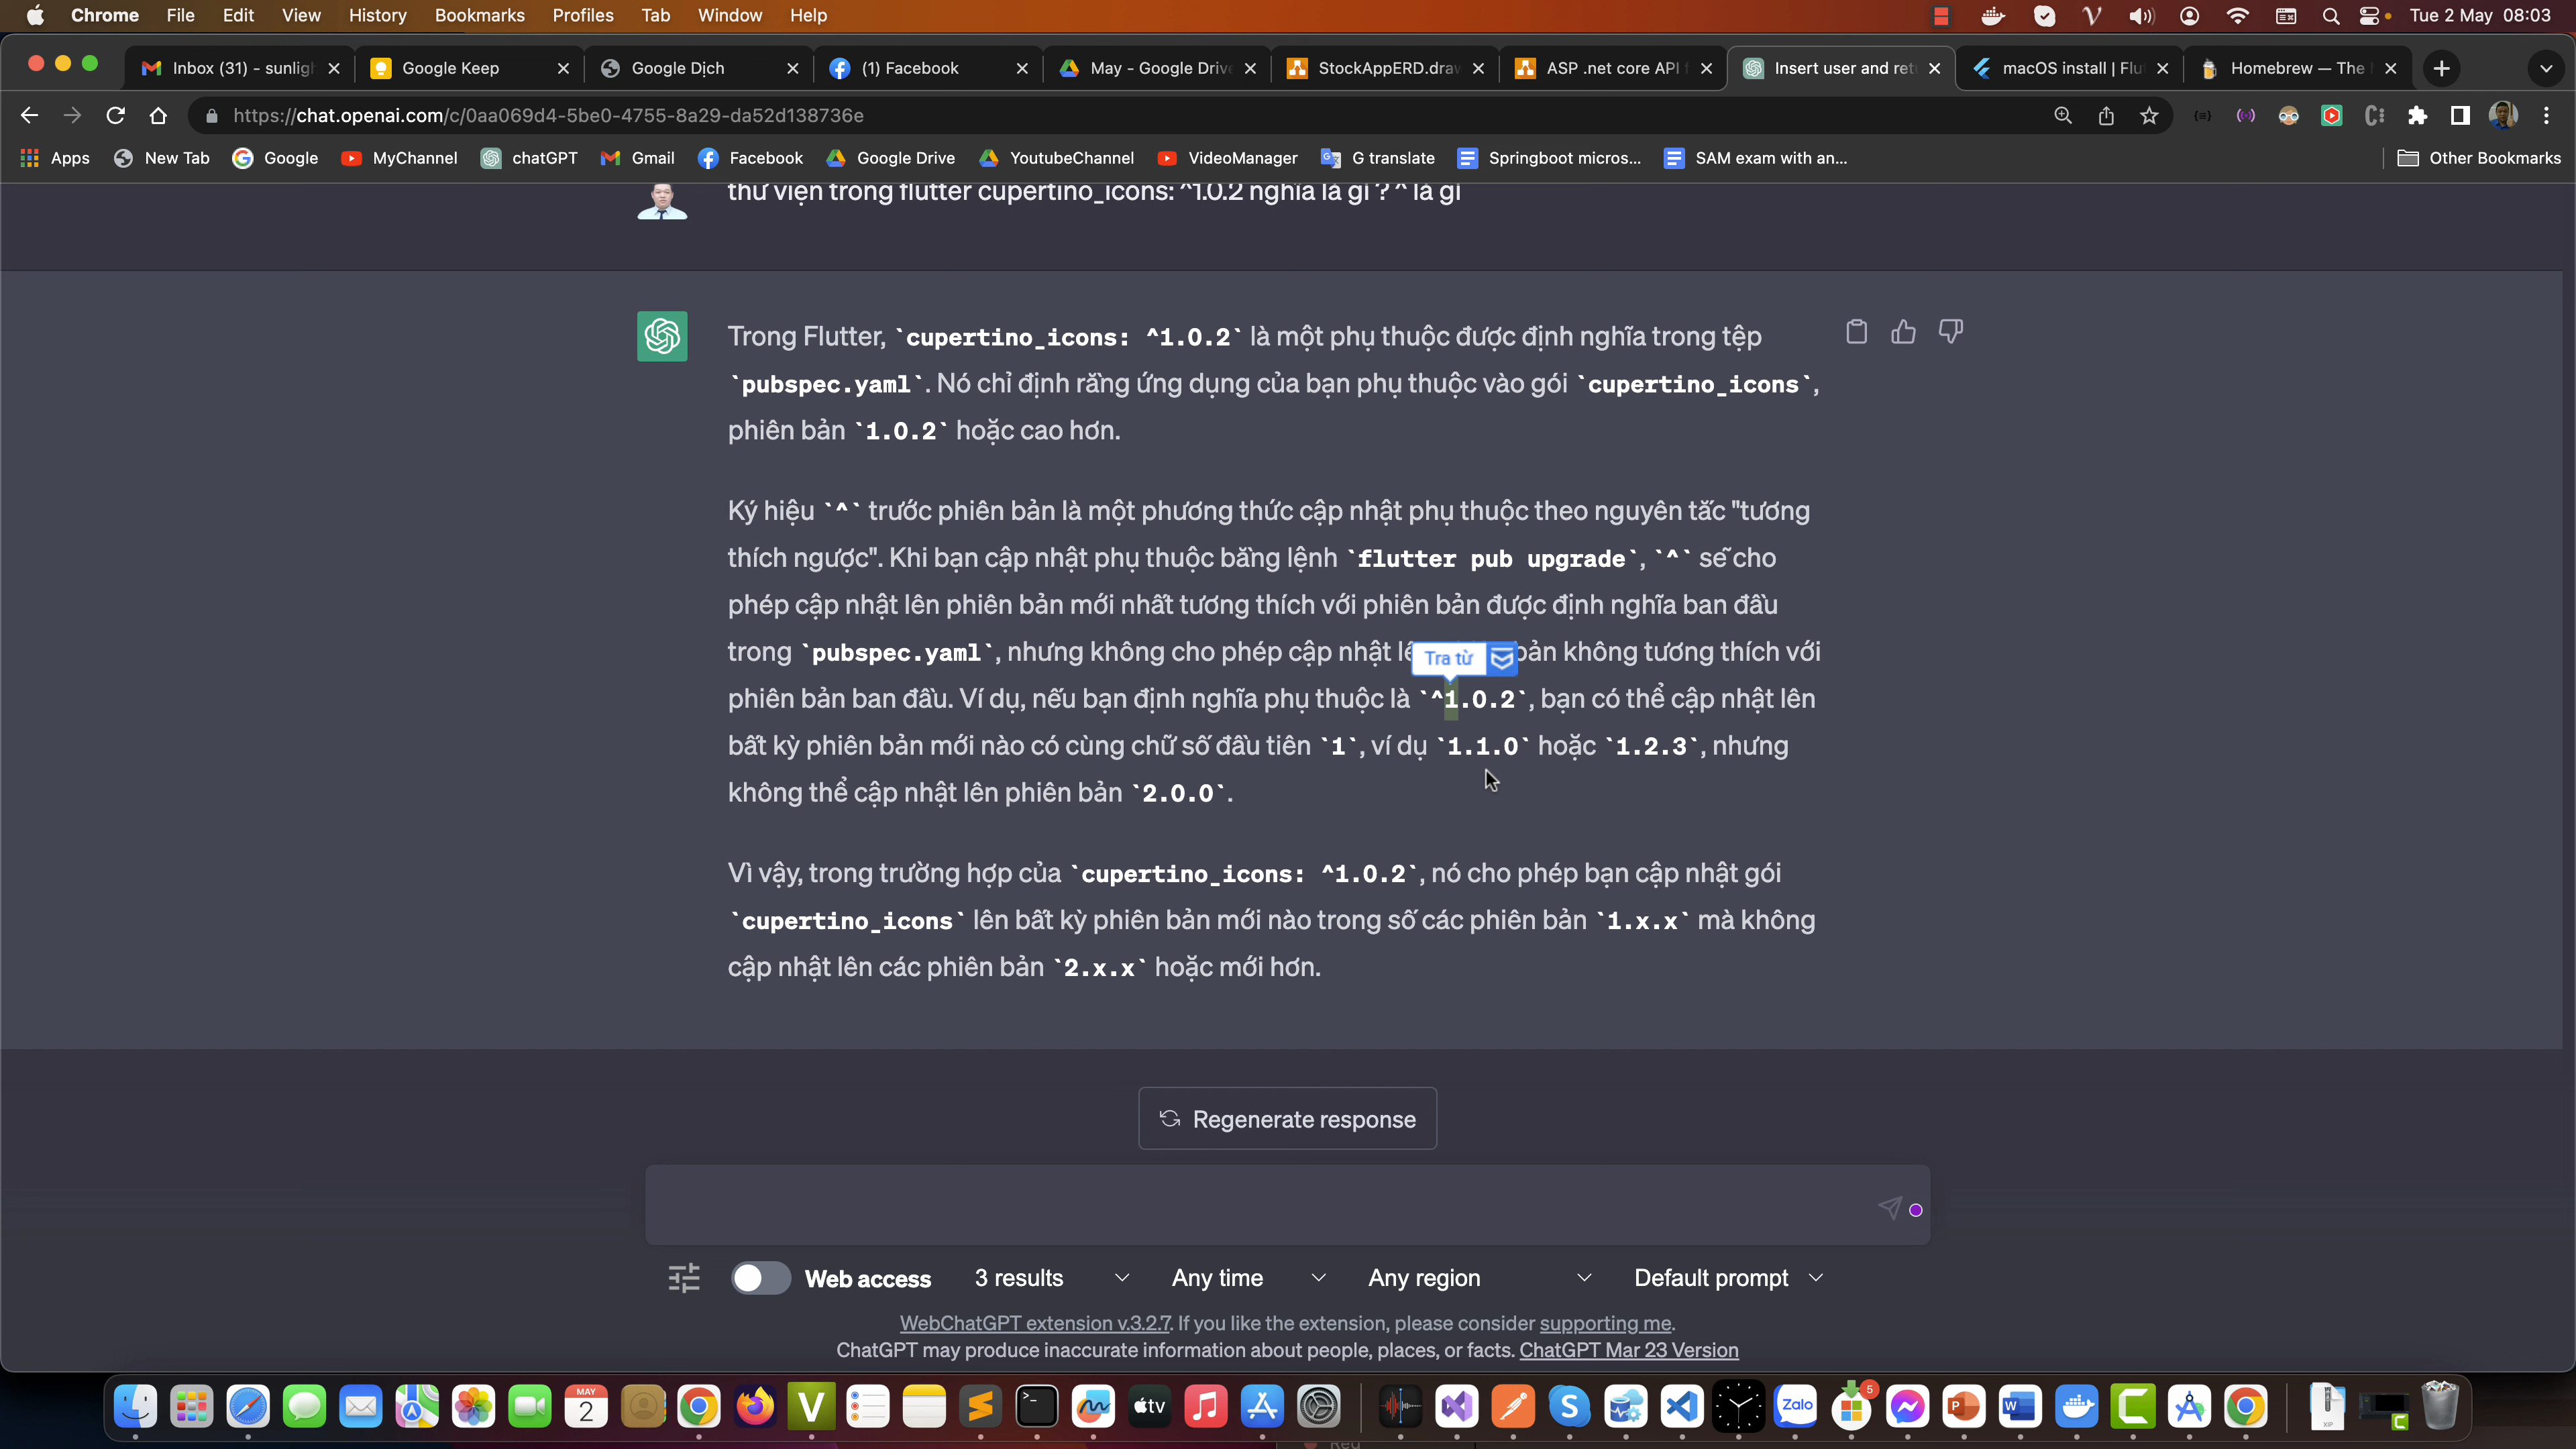 Chrome File Edit View History Bookmarks Profiles Tab Window Help Tue 2 May 08:03
Inbox (31) - sunligh Google Keep Google Dịch (1) Facebook May - Google Drive StockAppERD.draw ASP .net core API f Insert user and ret macOS install | Flu Homebrew — The
https://chat.openai.com/c/0aa069d4-5be0-4755-8a29-da52d138736e
Apps New Tab Google MyChannel chatGPT Gmail Facebook Google Drive YoutubeChannel VideoManager G translate Springboot micros... SAM exam with an... Other Bookmarks
thư viện trong flutter cupertino_icons: ^1.0.2 nghĩa là gì ? ^ là gì
Trong Flutter, `cupertino_icons: ^1.0.2` là một phụ thuộc được định nghĩa trong tệp
`pubspec.yaml`. Nó chỉ định rằng ứng dụng của bạn phụ thuộc vào gói `cupertino_icons`,
phiên bản `1.0.2` hoặc cao hơn.
Ký hiệu `^` trước phiên bản là một phương thức cập nhật phụ thuộc theo nguyên tắc "tương
thích ngược". Khi bạn cập nhật phụ thuộc bằng lệnh `flutter pub upgrade`, `^` sẽ cho
phép cập nhật lên phiên bản mới nhất tương thích với phiên bản được định nghĩa ban đầu
trong `pubspec.yaml`, nhưng không cho phép cập nhật lê bản không tương thích với
Tra từ
phiên bản ban đầu. Ví dụ, nếu bạn định nghĩa phụ thuộc là `^1.0.2`, bạn có thể cập nhật lên
bất kỳ phiên bản mới nào có cùng chữ số đầu tiên `1`, ví dụ `1.1.0` hoặc `1.2.3`, nhưng
không thể cập nhật lên phiên bản `2.0.0`.
Vì vậy, trong trường hợp của `cupertino_icons: ^1.0.2`, nó cho phép bạn cập nhật gói
`cupertino_icons` lên bất kỳ phiên bản mới nào trong số các phiên bản `1.x.x` mà không
cập nhật lên các phiên bản `2.x.x` hoặc mới hơn.
Regenerate response
Web access 3 results Any time Any region Default prompt
WebChatGPT extension v.3.2.7. If you like the extension, please consider supporting me.
ChatGPT may produce inaccurate information about people, places, or facts. ChatGPT Mar 23 Version
MAY
2
tv
Zalo
5